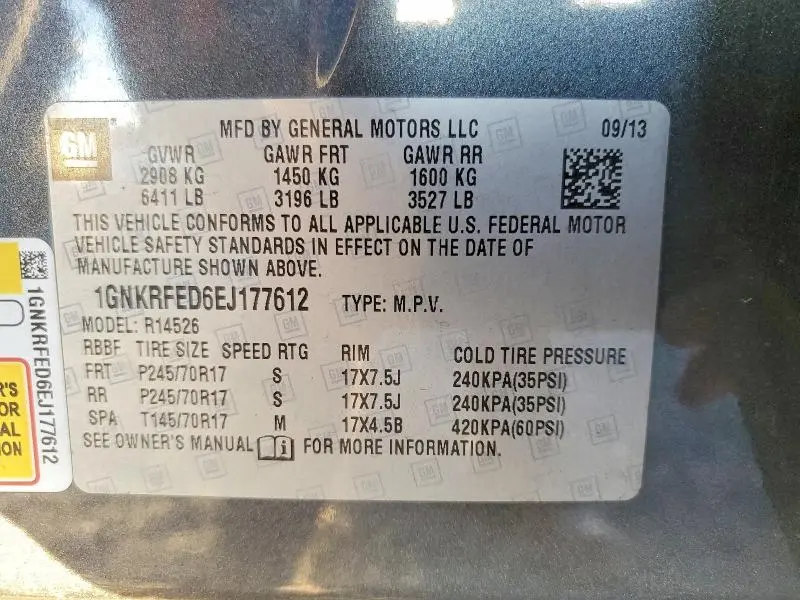 GM
MFD BY GENERAL MOTORS LLC 09/13
GVWR GAWR FRT GAWR RR
2908 KG 1450 KG 1600 KG
6411 LB 3196 LB 3527 LB
THIS VEHICLE CONFORMS TO ALL APPLICABLE U.S. FEDERAL MOTOR
VEHICLE SAFETY STANDARDS IN EFFECT ON THE DATE OF
MANUFACTURE SHOWN ABOVE.
1GNKRFED6EJ177612 TYPE: M.P.V.
MODEL: R14526
RBBF TIRE SIZE SPEED RTG RIM COLD TIRE PRESSURE
FRT P245/70R17 S 17X7.5J 240KPA(35PSI)
RR P245/70R17 S 17X7.5J 240KPA(35PSI)
SPA T145/70R17 M 17X4.5B 420KPA(60PSI)
SEE OWNER'S MANUAL i FOR MORE INFORMATION.
1GNKRFED6EJ177612
R'S
OR
AL
ION